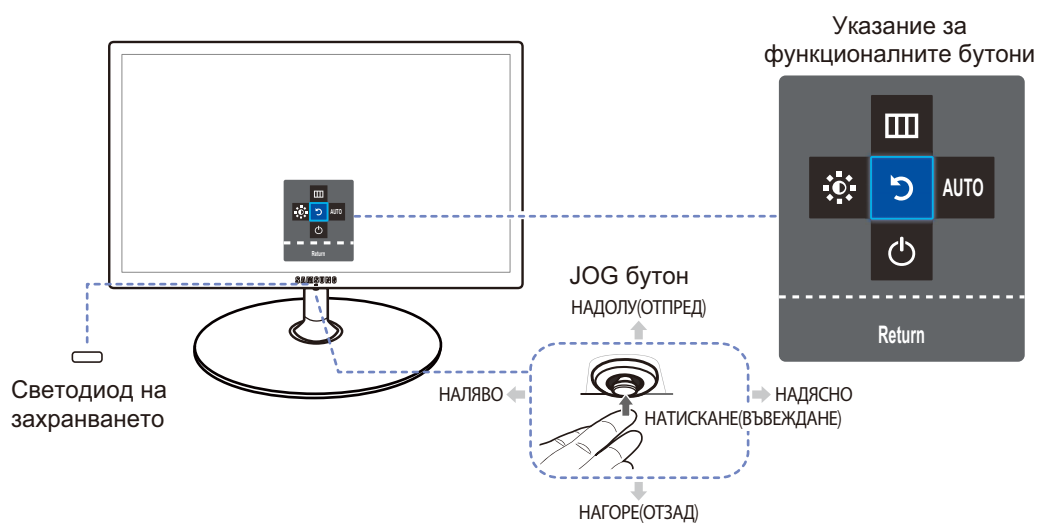 Указание за
функционалните бутони
AUTO
Return
AUTO
Return
SAMSUNG
JOG бутон
НАДОЛУ(ОТПРЕД)
НАЛЯВО
НАДЯСНО
НАТИСКАНЕ(ВЪВЕЖДАНЕ)
НАГОРЕ(ОТЗАД)
Светодиод на
захранването